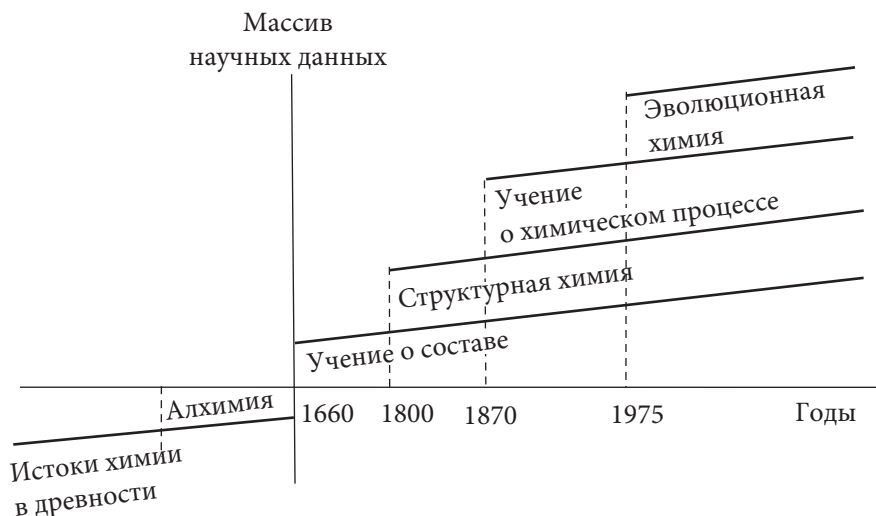 Массив
научных данных
Эволюционная
химия
Учение
о химическом процессе
Структурная химия
Учение о составе
Алхимия
1660 1800 1870 1975 Годы
Истоки химии
в древности